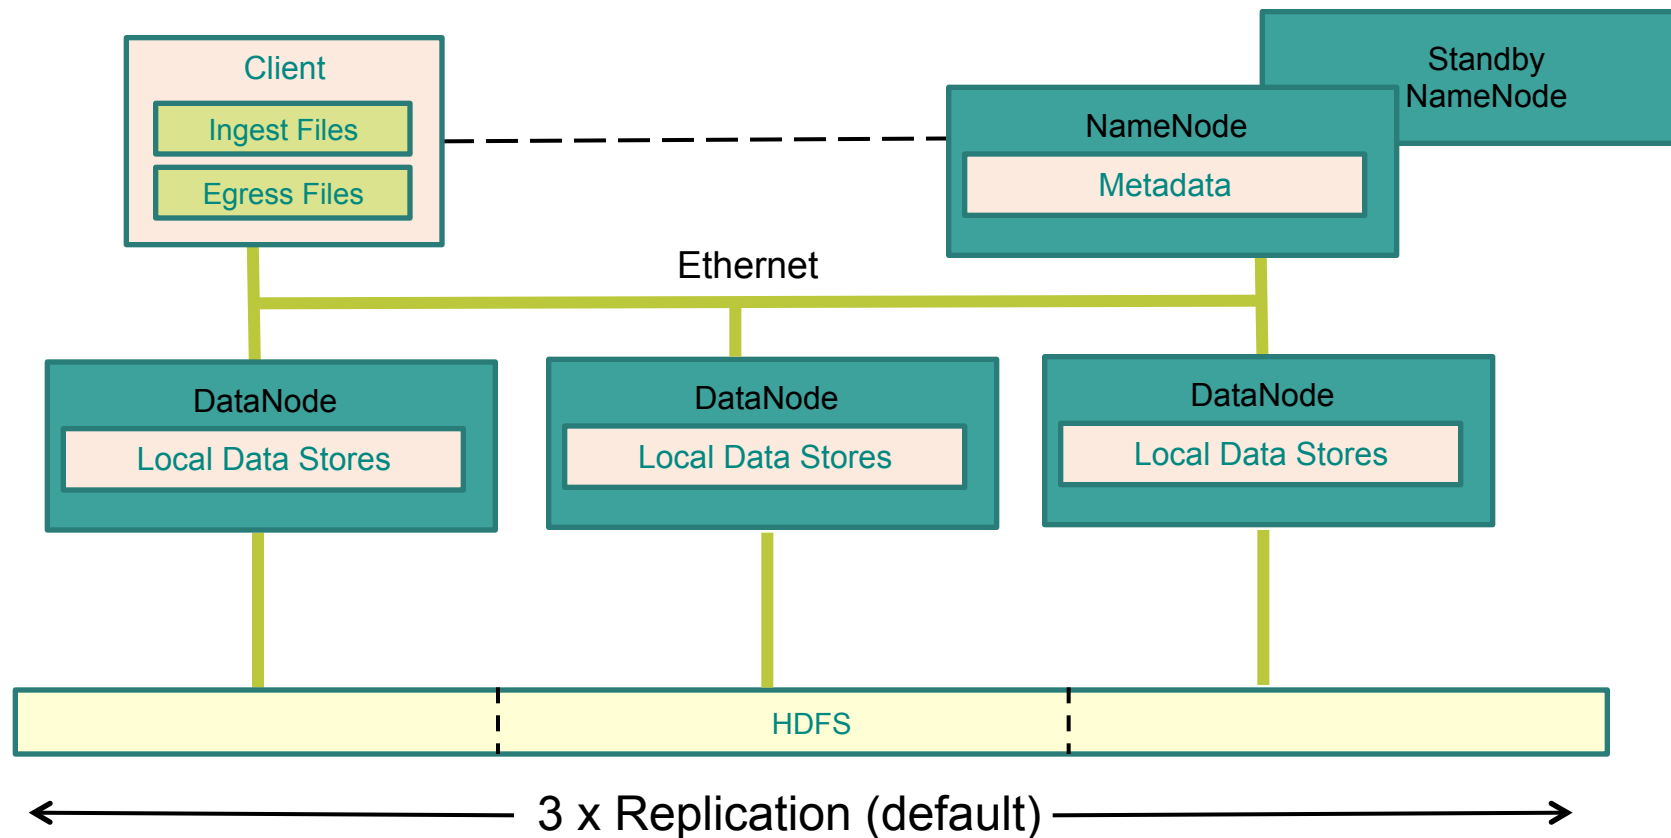 Client
Ingest Files
Egress Files
Standby
NameNode
NameNode
Metadata
Ethernet
DataNode
Local Data Stores
DataNode
Local Data Stores
DataNode
Local Data Stores
HDFS
3 x Replication (default)